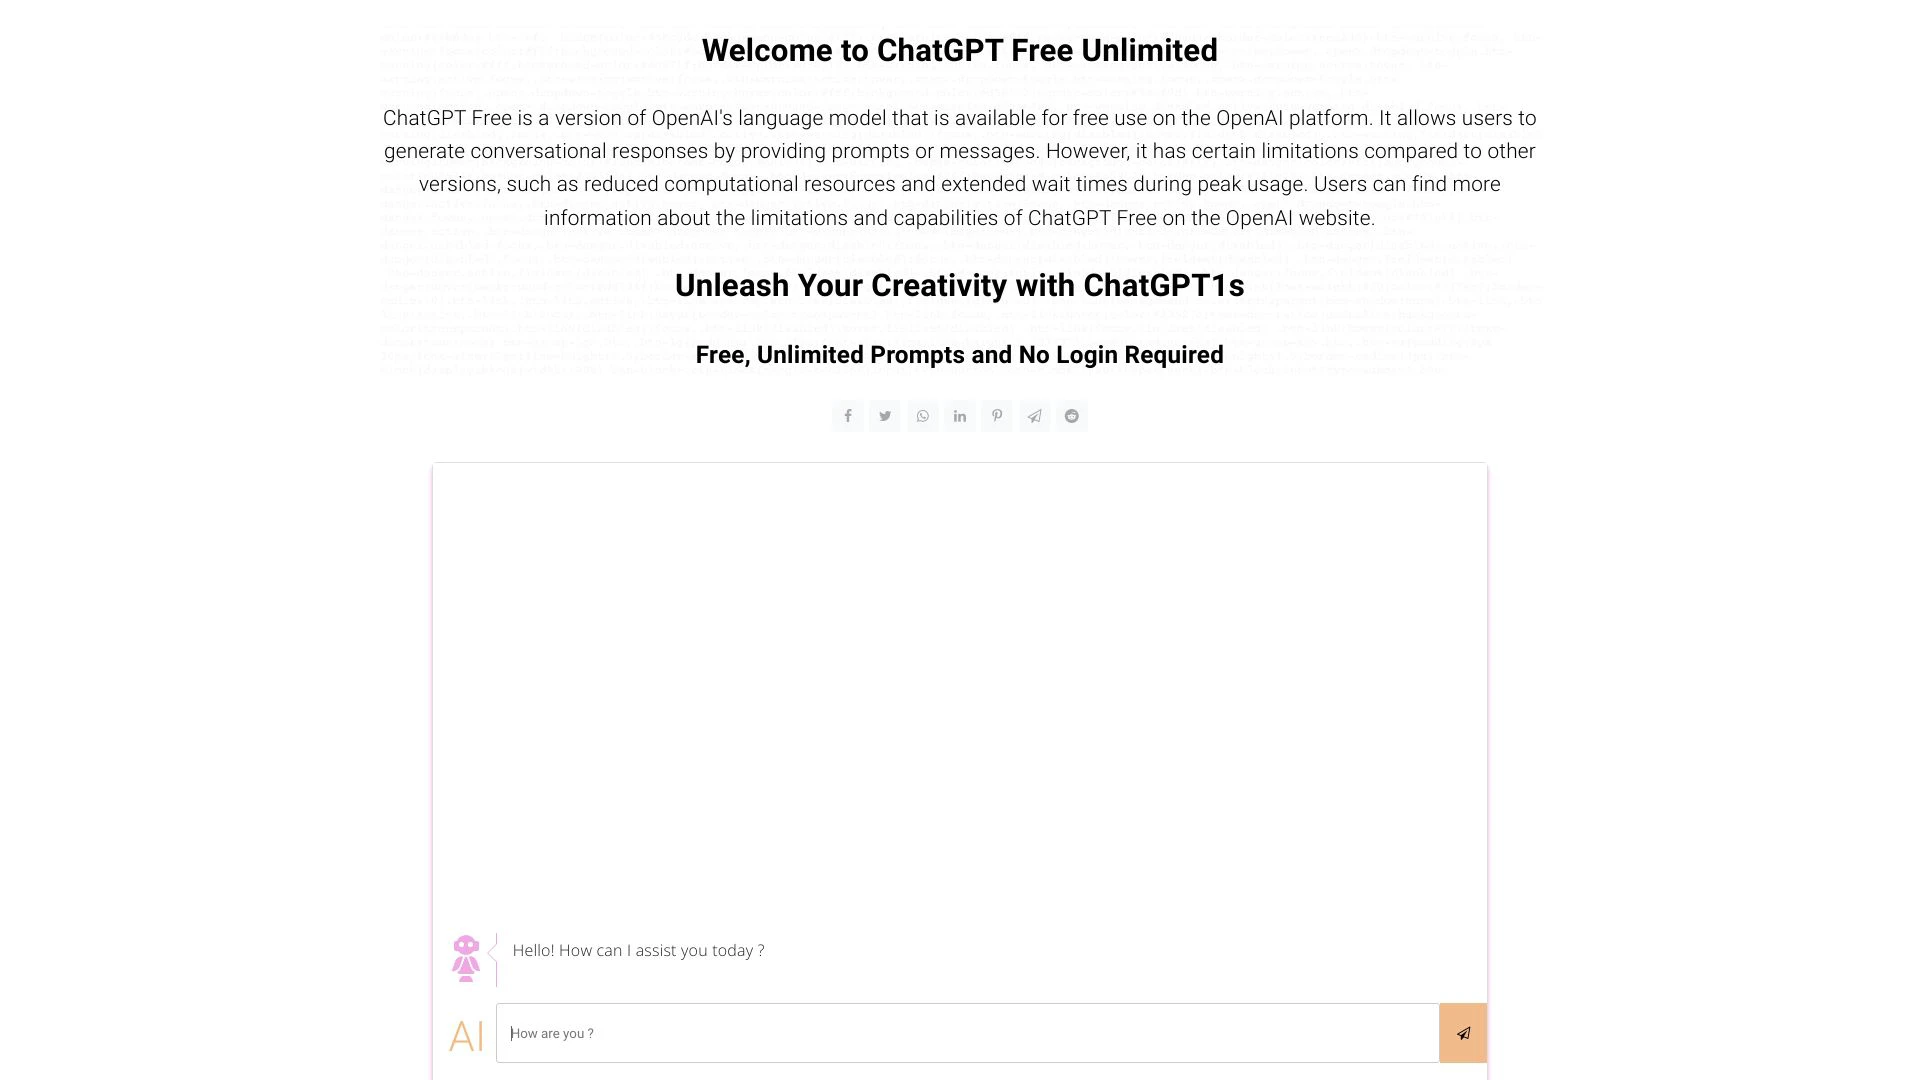 Welcome to ChatGPT Free Unlimited
ChatGPT Free is a version of OpenAI's language model that is available for free use on the OpenAI platform. It allows users to
generate conversational responses by providing prompts or messages. However, it has certain limitations compared to other
versions, such as reduced computational resources and extended wait times during peak usage. Users can find more
information about the limitations and capabilities of ChatGPT Free on the OpenAI website.
Unleash Your Creativity with ChatGPT1s
Free, Unlimited Prompts and No Login Required
Hello! How can I assist you today ?
AI
How are you ?